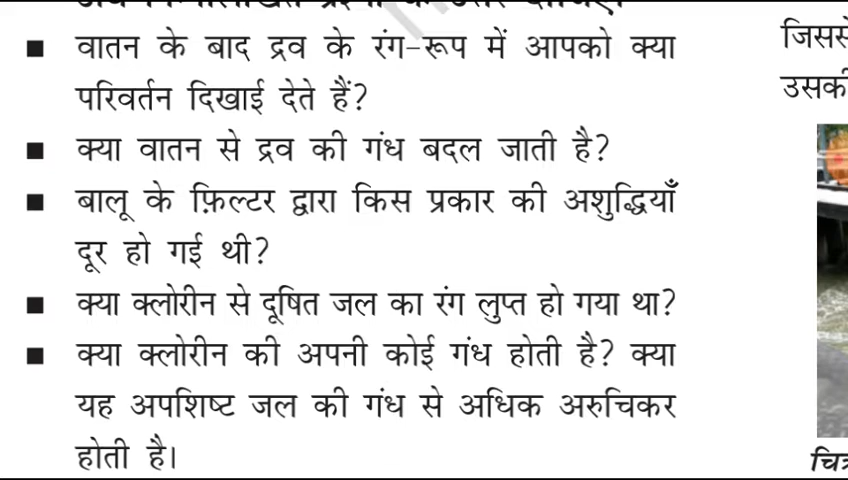 ■ वातन के बाद द्रव के रंग-रूप में आपको क्या
परिवर्तन दिखाई देते हैं?
■ क्या वातन से द्रव की गंध बदल जाती है?
■ बालू के फ़िल्टर द्वारा किस प्रकार की अशुद्धियाँ
दूर हो गई थी?
■ क्या क्लोरीन से दूषित जल का रंग लुप्त हो गया था?
■ क्या क्लोरीन की अपनी कोई गंध होती है? क्या
यह अपशिष्ट जल की गंध से अधिक अरुचिकर
होती है।
जिससे
उसकी